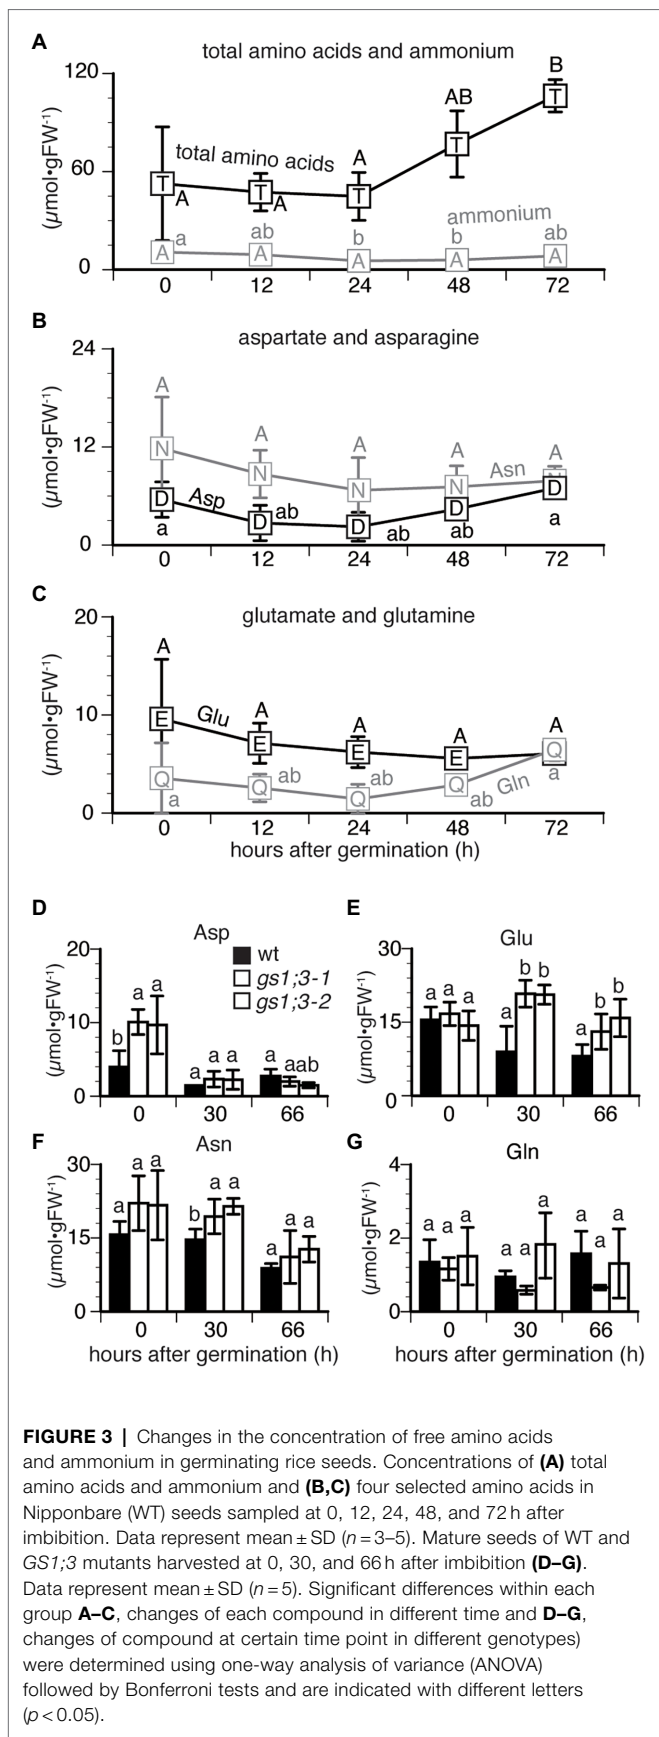 A
total amino acids and ammonium
(µmol•gFW⁻¹)
120
60
0
total amino acids
ammonium
T T T T T
A A A AB B
A A A A A
a ab b b ab
0 12 24 48 72
B
aspartate and asparagine
(µmol•gFW⁻¹)
24
12
0
A A A A A
N N N N N
Asn
Asp
D D D D D
a ab ab ab a
0 12 24 48 72
C
glutamate and glutamine
(µmol•gFW⁻¹)
20
10
0
A A A A A
Glu
E E E E
Q Q Q Q Q
Gln
a ab ab ab a
0 12 24 48 72
hours after germination (h)
D
Asp
(µmol•gFW⁻¹)
20
10
0
wt
gs1;3-1
gs1;3-2
b a a a a a a aab
0 30 66
E
Glu
(µmol•gFW⁻¹)
30
15
0
a a a a b b a b b
0 30 66
F
Asn
(µmol•gFW⁻¹)
30
15
0
a a a b a a a a a
0 30 66
hours after germination (h)
G
Gln
(µmol•gFW⁻¹)
4
2
0
a a a a a a a a a
0 30 66
hours after germination (h)
FIGURE 3 | Changes in the concentration of free amino acids
and ammonium in germinating rice seeds. Concentrations of (A) total
amino acids and ammonium and (B,C) four selected amino acids in
Nipponbare (WT) seeds sampled at 0, 12, 24, 48, and 72 h after
imbibition. Data represent mean ± SD (n = 3–5). Mature seeds of WT and
GS1;3 mutants harvested at 0, 30, and 66 h after imbibition (D–G).
Data represent mean ± SD (n = 5). Significant differences within each
group A–C, changes of each compound in different time and D–G,
changes of compound at certain time point in different genotypes)
were determined using one-way analysis of variance (ANOVA)
followed by Bonferroni tests and are indicated with different letters
(p < 0.05).